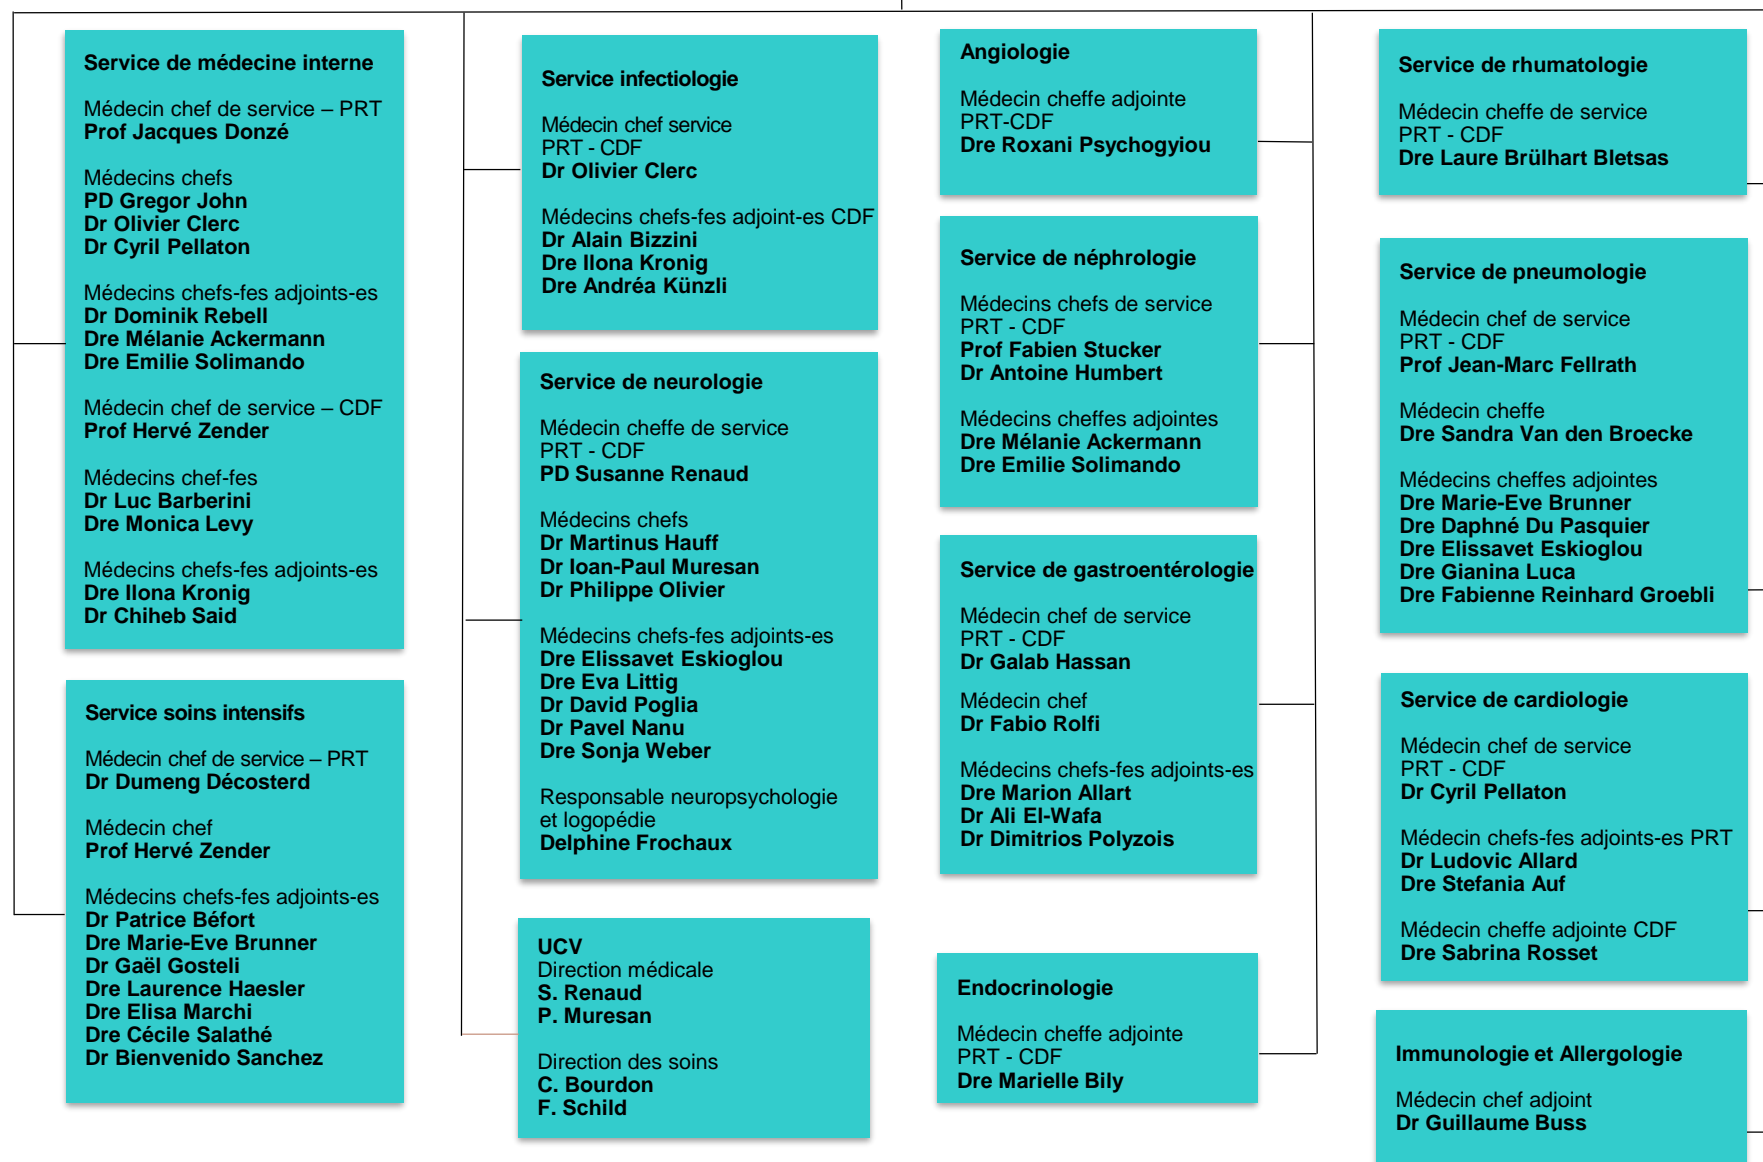 Service de médecine interne
Médecin chef de service – PRT
Prof Jacques Donzé
Médecins chefs
PD Gregor John
Dr Olivier Clerc
Dr Cyril Pellaton
Médecins chefs-fes adjoints-es
Dr Dominik Rebell
Dre Mélanie Ackermann
Dre Emilie Solimando
Médecin chef de service – CDF
Prof Hervé Zender
Médecins chef-fes
Dr Luc Barberini
Dre Monica Levy
Médecins chefs-fes adjoints-es
Dre Ilona Kronig
Dr Chiheb Said
Service soins intensifs
Médecin chef de service – PRT
Dr Dumeng Décosterd
Médecin chef
Prof Hervé Zender
Médecins chefs-fes adjoints-es
Dr Patrice Béfort
Dre Marie-Eve Brunner
Dr Gaël Gosteli
Dre Laurence Haesler
Dre Elisa Marchi
Dre Cécile Salathé
Dr Bienvenido Sanchez
Service infectiologie
Médecin chef service
PRT - CDF
Dr Olivier Clerc
Médecins chefs-fes adjoint-es CDF
Dr Alain Bizzini
Dre Ilona Kronig
Dre Andréa Künzli
Service de neurologie
Médecin cheffe de service
PRT - CDF
PD Susanne Renaud
Médecins chefs
Dr Martinus Hauff
Dr Ioan-Paul Muresan
Dr Philippe Olivier
Médecins chefs-fes adjoints-es
Dre Elissavet Eskioglou
Dre Eva Littig
Dr David Poglia
Dr Pavel Nanu
Dre Sonja Weber
Responsable neuropsychologie
et logopédie
Delphine Frochaux
UCV
Direction médicale
S. Renaud
P. Muresan
Direction des soins
C. Bourdon
F. Schild
Angiologie
Médecin cheffe adjointe
PRT-CDF
Dre Roxani Psychogyiou
Service de néphrologie
Médecins chefs de service
PRT - CDF
Prof Fabien Stucker
Dr Antoine Humbert
Médecins cheffes adjointes
Dre Mélanie Ackermann
Dre Emilie Solimando
Service de gastroentérologie
Médecin chef de service
PRT - CDF
Dr Galab Hassan
Médecin chef
Dr Fabio Rolfi
Médecins chefs-fes adjoints-es
Dre Marion Allart
Dr Ali El-Wafa
Dr Dimitrios Polyzois
Endocrinologie
Médecin cheffe adjointe
PRT - CDF
Dre Marielle Bily
Service de rhumatologie
Médecin cheffe de service
PRT - CDF
Dre Laure Brülhart Bletsas
Service de pneumologie
Médecin chef de service
PRT - CDF
Prof Jean-Marc Fellrath
Médecin cheffe
Dre Sandra Van den Broecke
Médecins cheffes adjointes
Dre Marie-Eve Brunner
Dre Daphné Du Pasquier
Dre Elissavet Eskioglou
Dre Gianina Luca
Dre Fabienne Reinhard Groebli
Service de cardiologie
Médecin chef de service
PRT - CDF
Dr Cyril Pellaton
Médecin chefs-fes adjoints-es PRT
Dr Ludovic Allard
Dre Stefania Auf
Médecin cheffe adjointe CDF
Dre Sabrina Rosset
Immunologie et Allergologie
Médecin chef adjoint
Dr Guillaume Buss